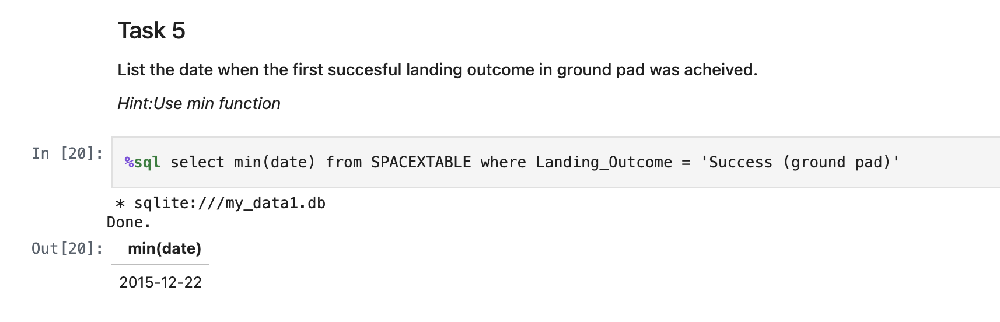 Task 5
List the date when the first succesful landing outcome in ground pad was acheived.
Hint:Use min function
In [20]:
%sql select min(date) from SPACEXTABLE where Landing_Outcome = 'Success (ground pad)'
* sqlite:///my_data1.db
Done.
Out[20]:
min(date)
2015-12-22